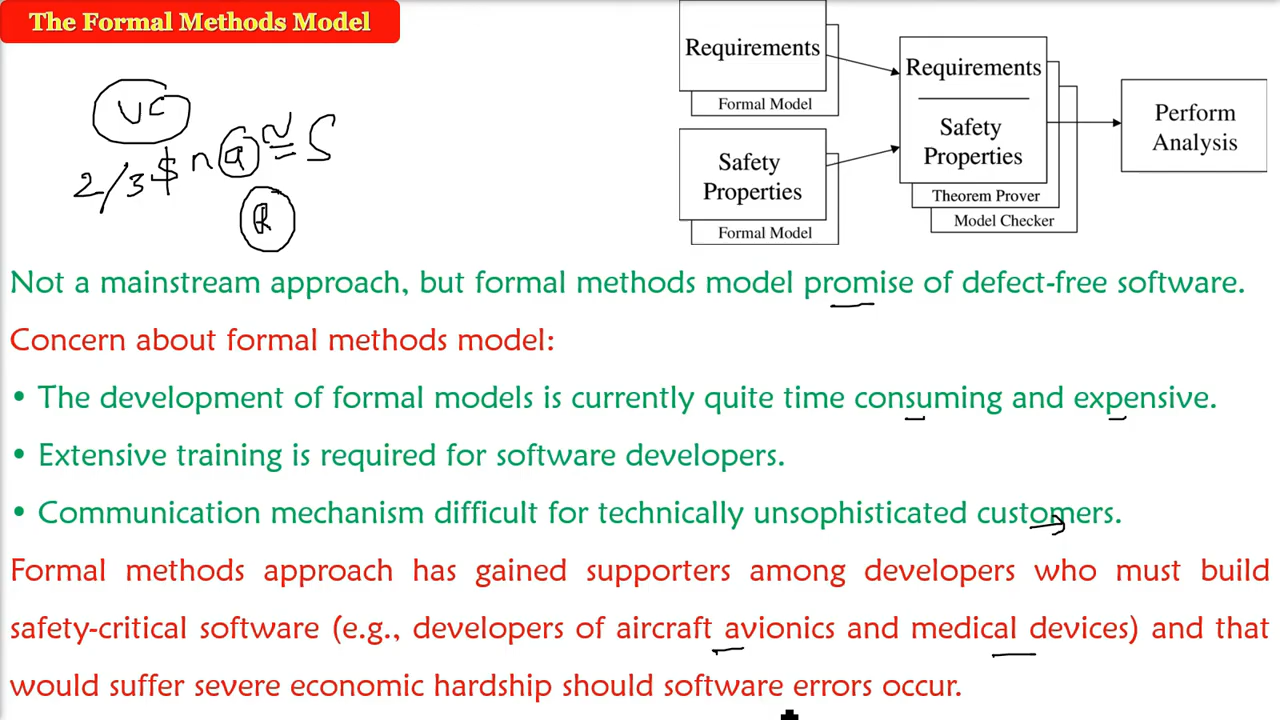 The Formal Methods Model
Requirements
Formal Model
Safety
Properties
Formal Model
Requirements
Safety
Properties
Theorem Prover
Model Checker
Perform
Analysis
2/3 $ n a ≅ S
R
Not a mainstream approach, but formal methods model promise of defect-free software.
Concern about formal methods model:
• The development of formal models is currently quite time consuming and expensive.
• Extensive training is required for software developers.
• Communication mechanism difficult for technically unsophisticated customers.
Formal methods approach has gained supporters among developers who must build
safety-critical software (e.g., developers of aircraft avionics and medical devices) and that
would suffer severe economic hardship should software errors occur.